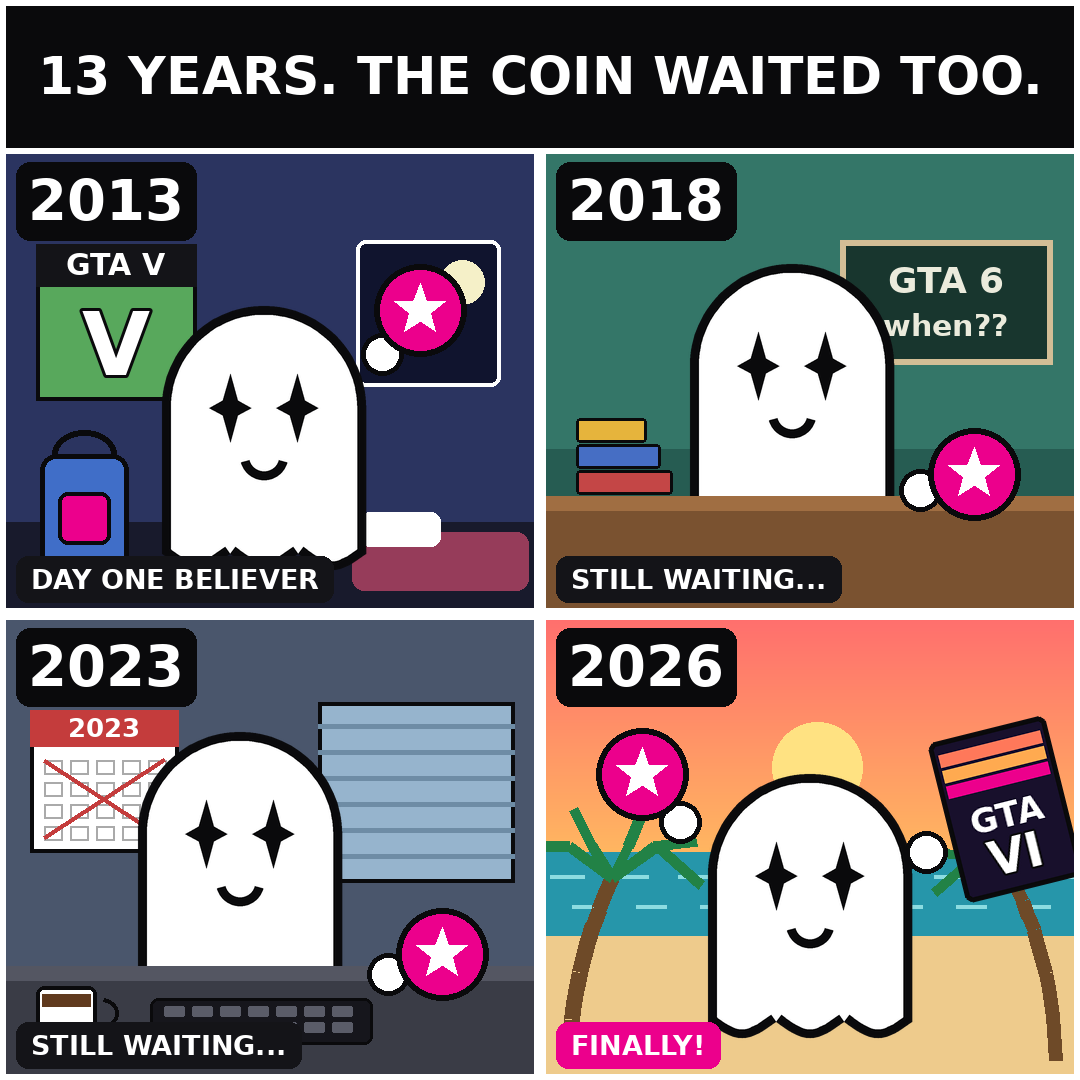 13 YEARS. THE COIN WAITED TOO.
2013
GTA V
V
DAY ONE BELIEVER
2018
GTA 6
when??
STILL WAITING...
2023
2023
STILL WAITING...
2026
GTA
VI
FINALLY!